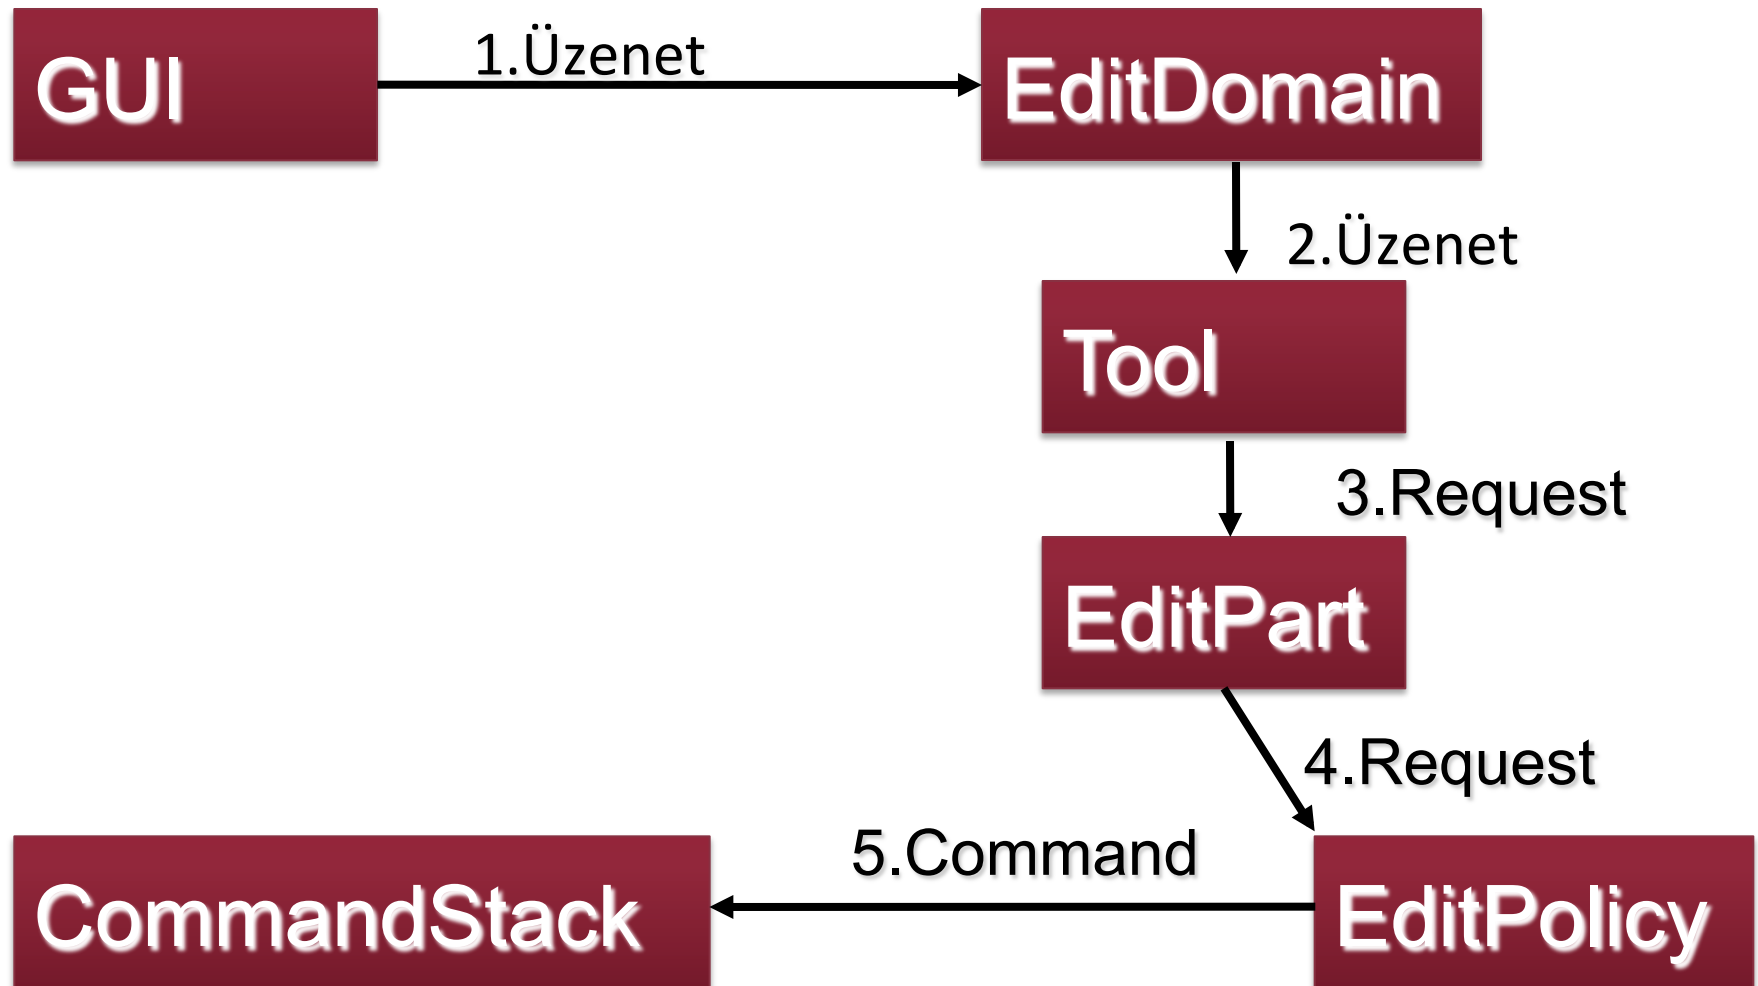 GUI
1.Üzenet
EditDomain
2.Üzenet
Tool
3.Request
EditPart
4.Request
5.Command
CommandStack
EditPolicy